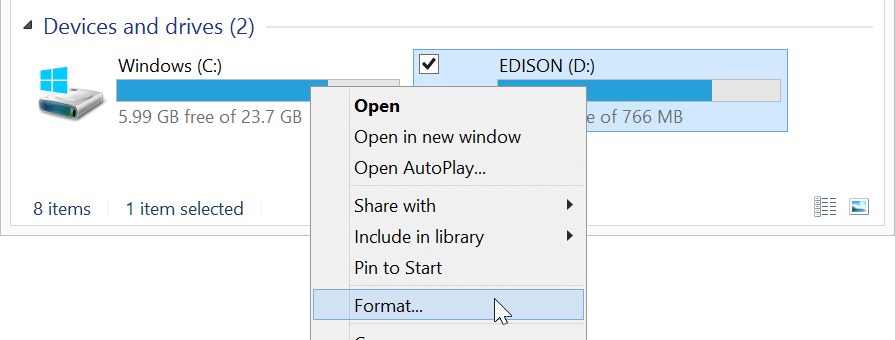 Devices and drives (2)
Windows (C:)
5.99 GB free of 23.7 GB
EDISON (D:)
e of 766 MB
Open
Open in new window
Open AutoPlay...
Share with
Include in library
Pin to Start
Format...
8 items 1 item selected